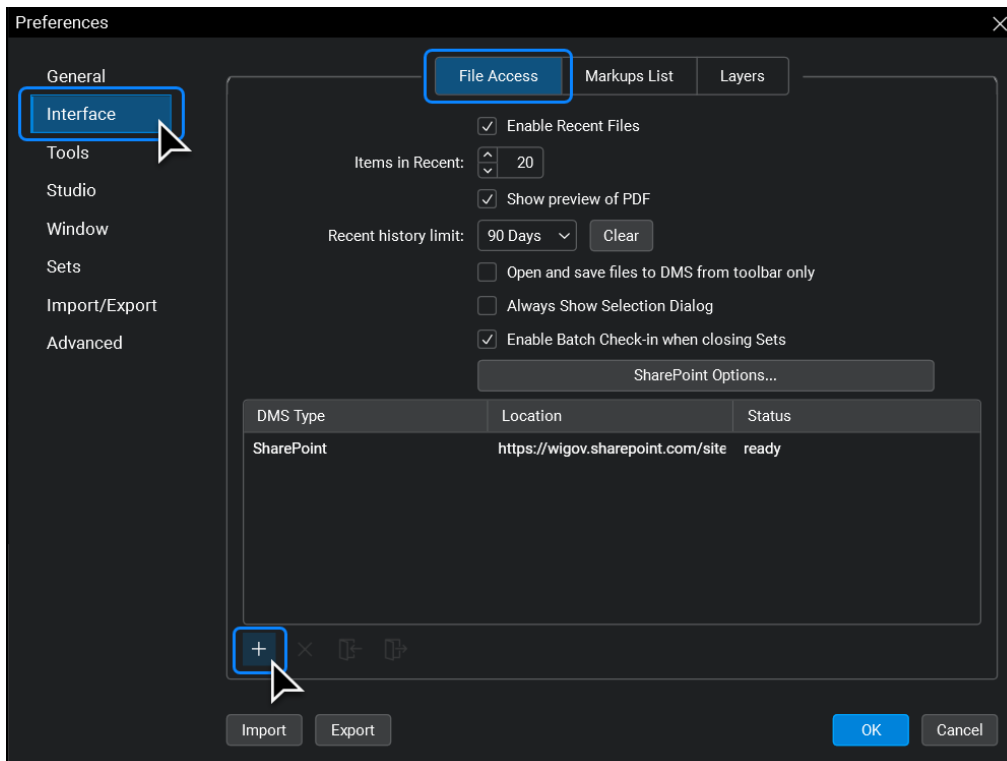 Preferences
General
Interface
Tools
Studio
Window
Sets
Import/Export
Advanced
File Access Markups List Layers
Enable Recent Files
Items in Recent: 20
Show preview of PDF
Recent history limit: 90 Days Clear
Open and save files to DMS from toolbar only
Always Show Selection Dialog
Enable Batch Check-in when closing Sets
SharePoint Options...
DMS Type Location Status
SharePoint https://wigov.sharepoint.com/site ready
Import Export OK Cancel